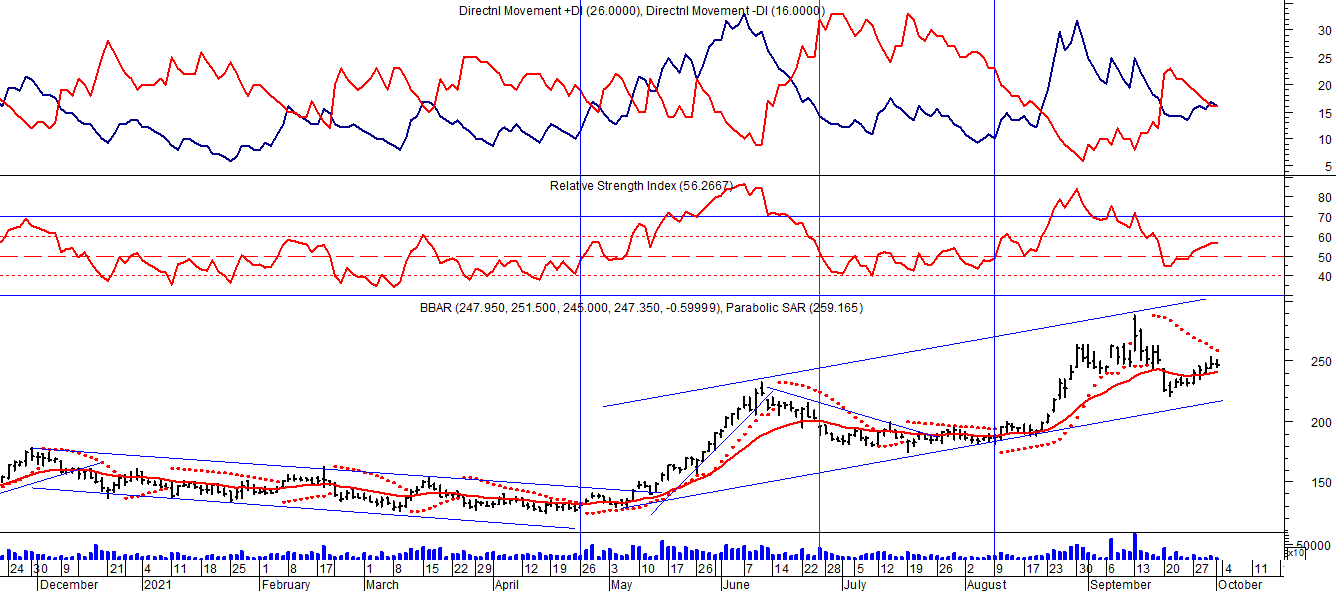 Directnl Movement +DI (26.0000), Directnl Movement -DI (16.0000)
30
25
20
15
10
5
Relative Strength Index (56.2667)
80
70
60
50
40
BBAR (247.950, 251.500, 245.000, 247.350, -0.59999), Parabolic SAR (259.165)
250
200
150
50000
x10
24 30 9 21 4 11 18 25 1 8 17 1 8 15 22 29 5 12 19 26 3 10 17 26 7 14 22 28 5 12 19 26 2 9 17 23 30 6 13 20 27 4 11
December 2021 February March April May June July August September October